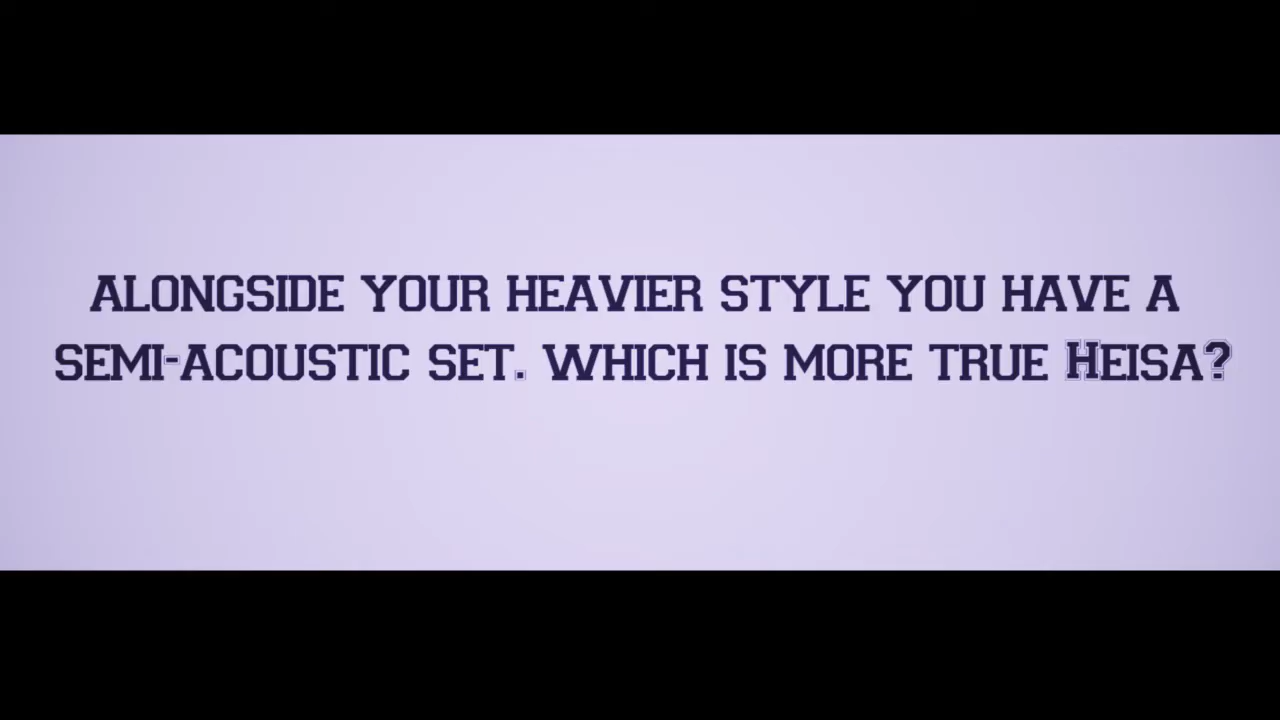 ALONGSIDE YOUR HEAVIER STYLE YOU HAVE A
SEMI-ACOUSTIC SET. WHICH IS MORE TRUE HEISA?